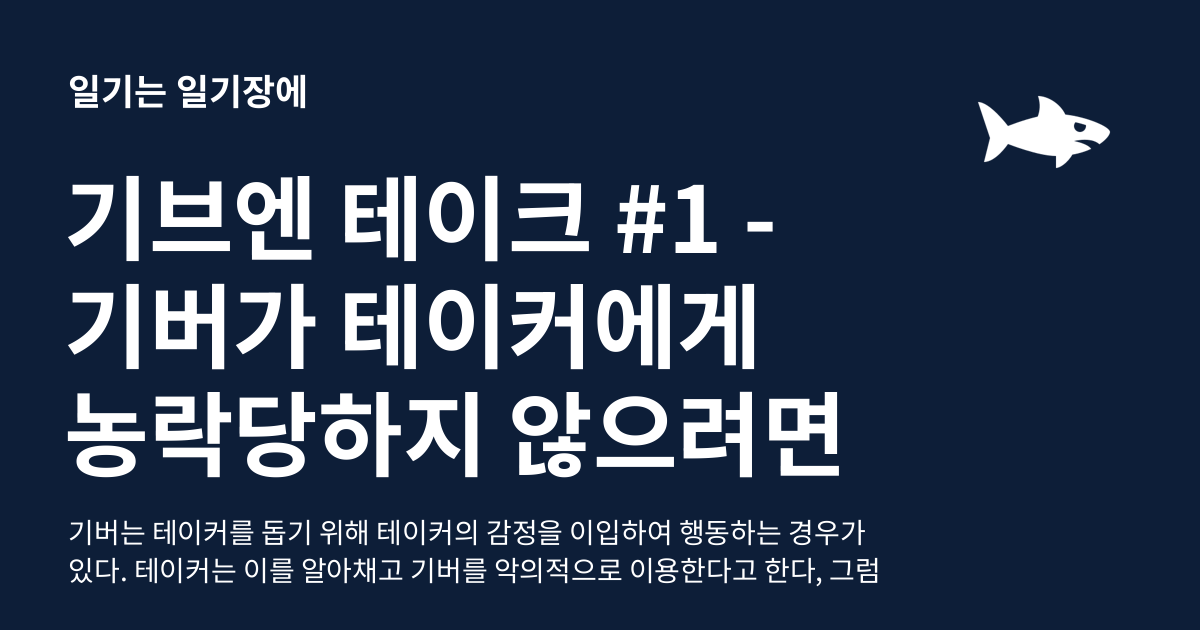 일기는 일기장에
기브엔 테이크 #1 -
기버가 테이커에게
농락당하지 않으려면
기버는 테이커를 돕기 위해 테이커의 감정을 이입하여 행동하는 경우가
있다. 테이커는 이를 알아채고 기버를 악의적으로 이용한다고 한다, 그럼